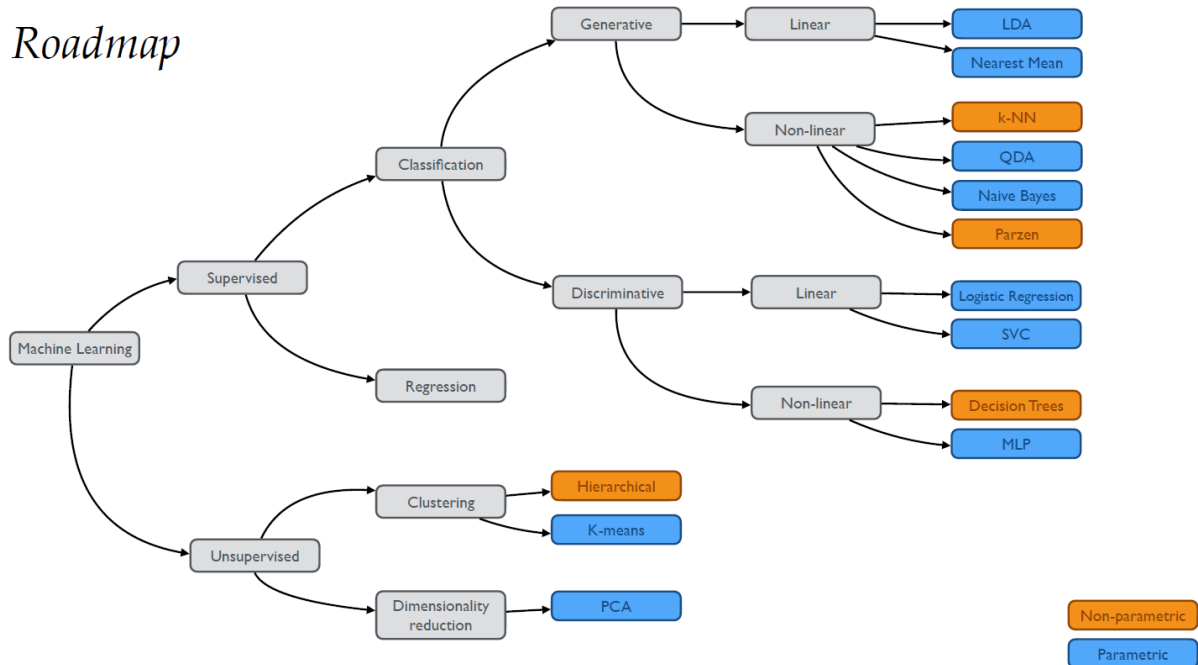 Roadmap
Generative
Linear
LDA
Nearest Mean
Non-linear
k-NN
QDA
Naive Bayes
Parzen
Classification
Supervised
Discriminative
Linear
Logistic Regression
SVC
Machine Learning
Regression
Non-linear
Decision Trees
MLP
Hierarchical
Clustering
K-means
Unsupervised
Dimensionality
reduction
PCA
Non-parametric
Parametric